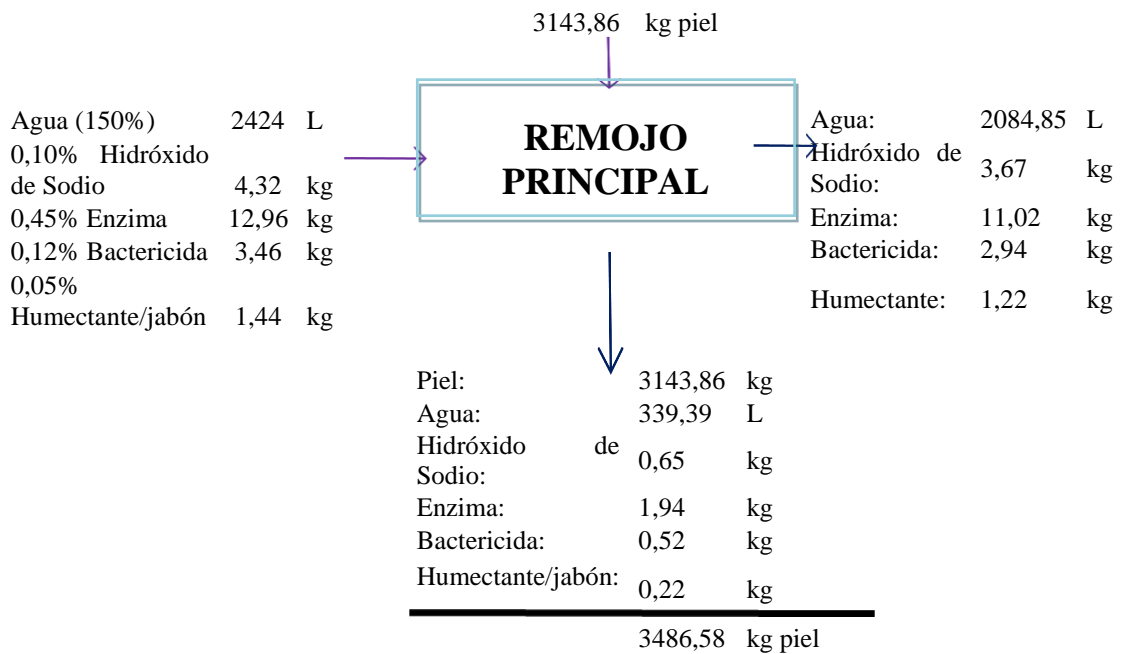 3143,86 kg piel
Agua (150%) 2424 L
0,10% Hidróxido
de Sodio 4,32 kg
0,45% Enzima 12,96 kg
0,12% Bactericida 3,46 kg
0,05%
Humectante/jabón 1,44 kg
REMOJO
PRINCIPAL
Agua: 2084,85 L
Hidróxido de
Sodio: 3,67 kg
Enzima: 11,02 kg
Bactericida: 2,94 kg
Humectante: 1,22 kg
Piel: 3143,86 kg
Agua: 339,39 L
Hidróxido de
Sodio: 0,65 kg
Enzima: 1,94 kg
Bactericida: 0,52 kg
Humectante/jabón: 0,22 kg
3486,58 kg piel